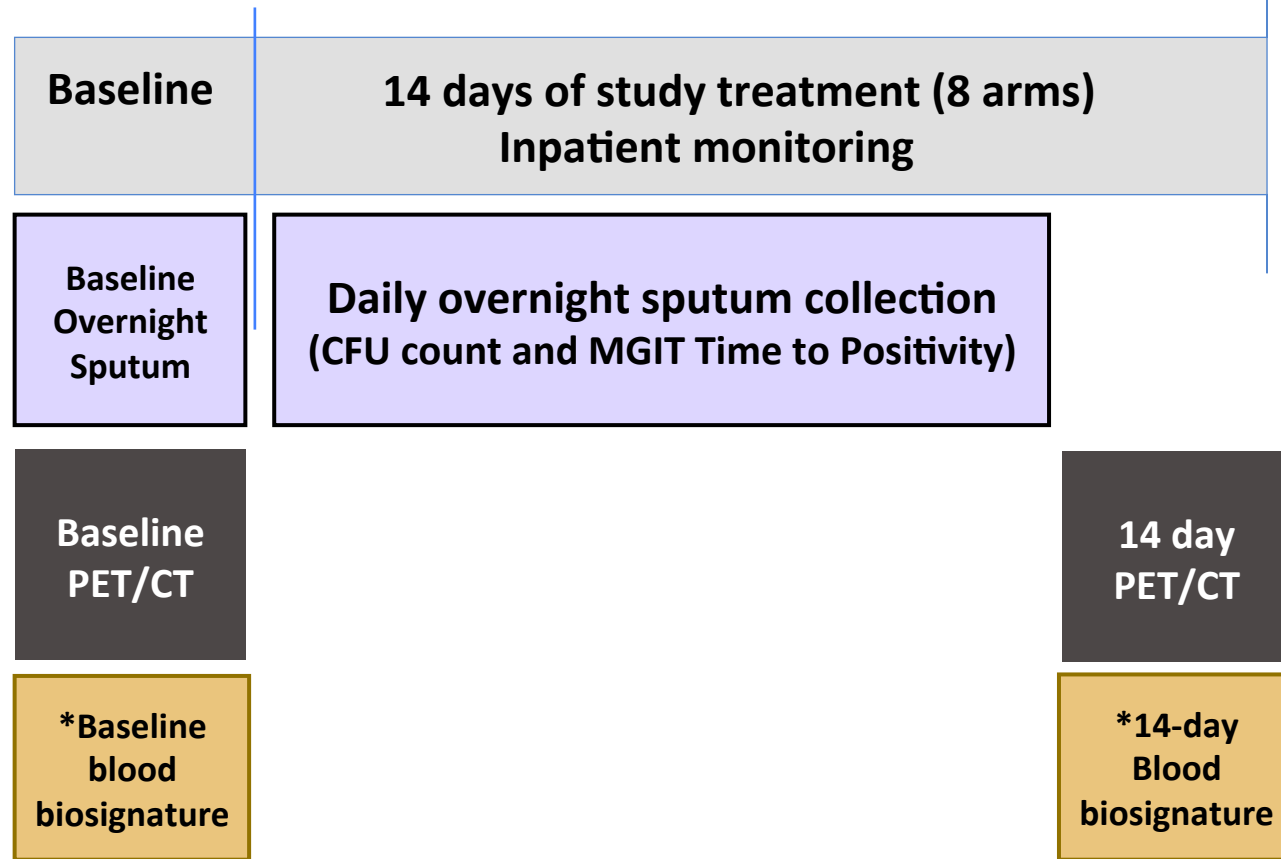 Baseline
14 days of study treatment (8 arms)
Inpatient monitoring
Baseline
Overnight
Sputum
Daily overnight sputum collection
(CFU count and MGIT Time to Positivity)
Baseline
PET/CT
14 day
PET/CT
*Baseline
blood
biosignature
*14-day
Blood
biosignature